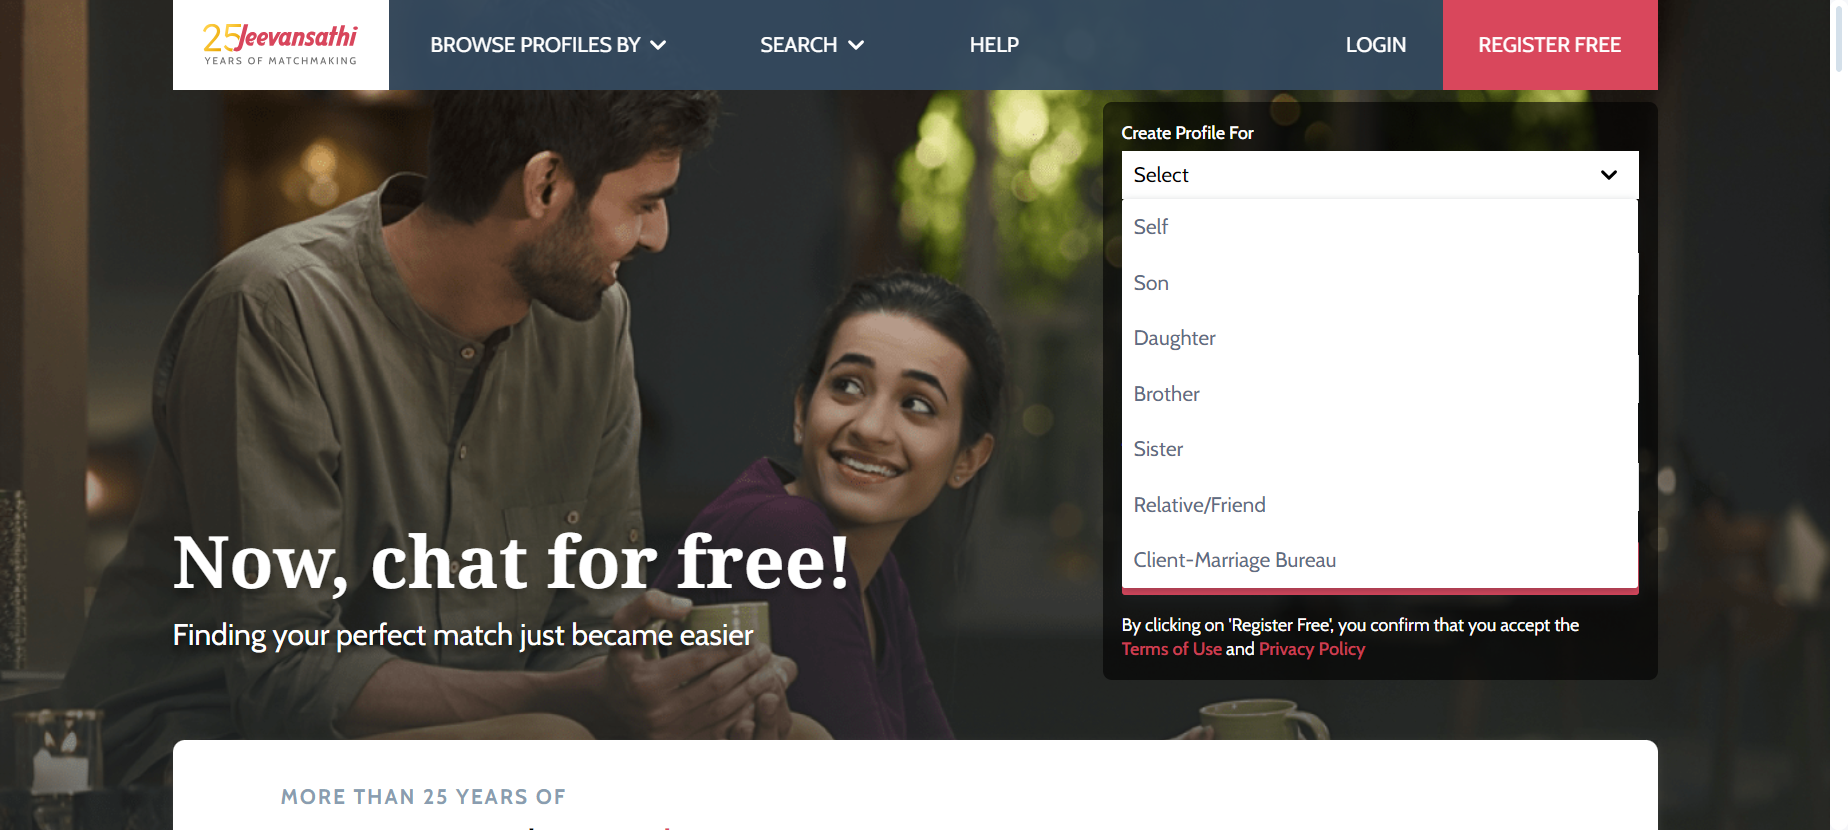 25 Jeevansathi
YEARS OF MATCHMAKING
BROWSE PROFILES BY
SEARCH
HELP
LOGIN
REGISTER FREE
Create Profile For
Select
Self
Son
Daughter
Brother
Sister
Relative/Friend
Client-Marriage Bureau
By clicking on 'Register Free', you confirm that you accept the
Terms of Use and Privacy Policy
Now, chat for free!
Finding your perfect match just became easier
MORE THAN 25 YEARS OF